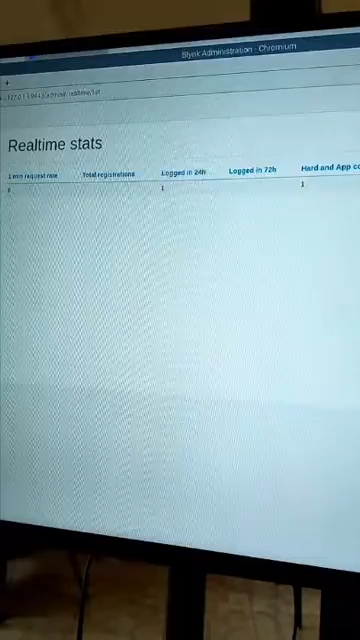 Blynk Administration - Chromium
Realtime stats
1 min request rate Total registrations Logged in 24h Logged in 72h Hard and App co
1 1